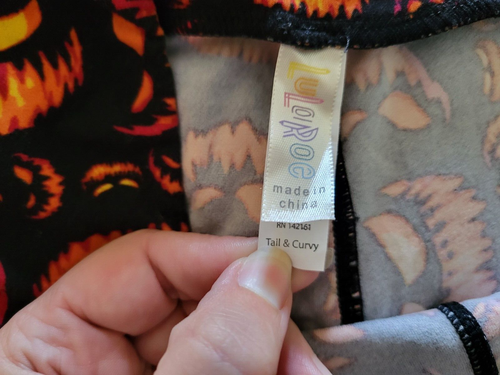 LuLaRoe
made in
china
RN 142161
Tall & Curvy